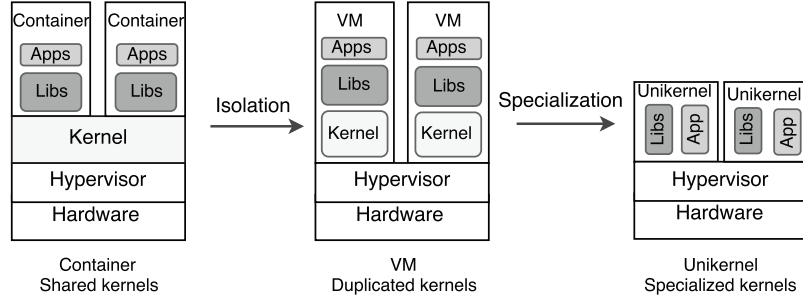 Container Container
Apps Apps
Libs Libs
Kernel
Hypervisor
Hardware
Container
Shared kernels
Isolation
VM VM
Apps Apps
Libs Libs
Kernel Kernel
Hypervisor
Hardware
VM
Duplicated kernels
Specialization
Unikernel Unikernel
Libs App Libs App
Hypervisor
Hardware
Unikernel
Specialized kernels